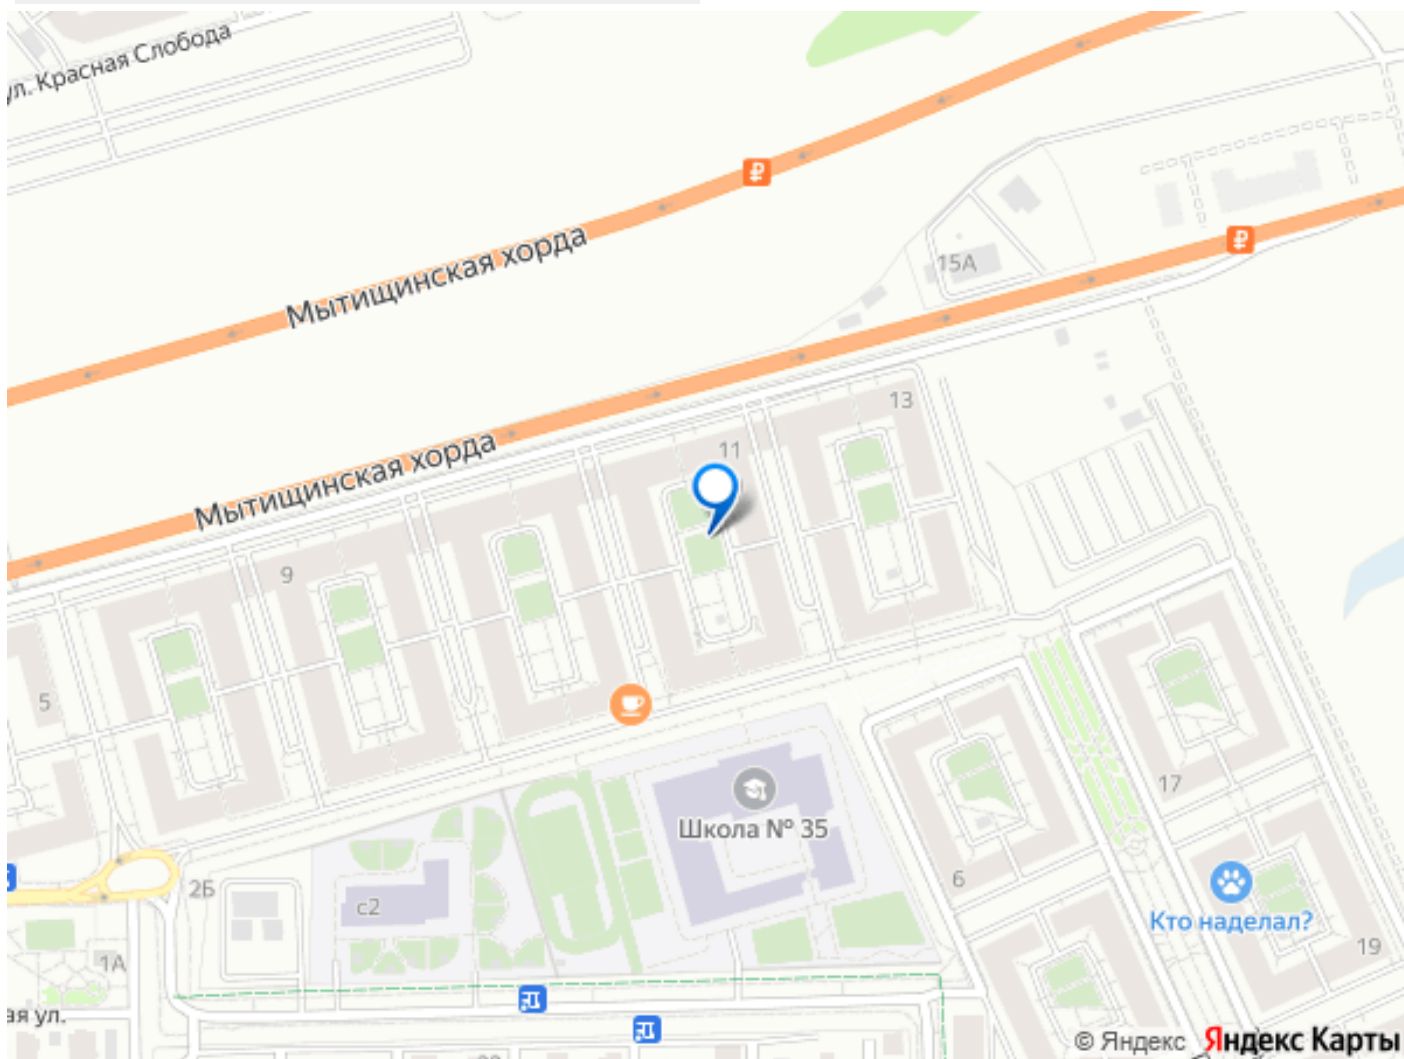 ул. Красная Слобода
Мытищинская хорда
15А
Мытищинская хорда
13
11
9
5
Школа № 35
17
6
2Б
с2
Кто наделал?
19
1А
ая ул.
© Яндекс Яндекс Карты